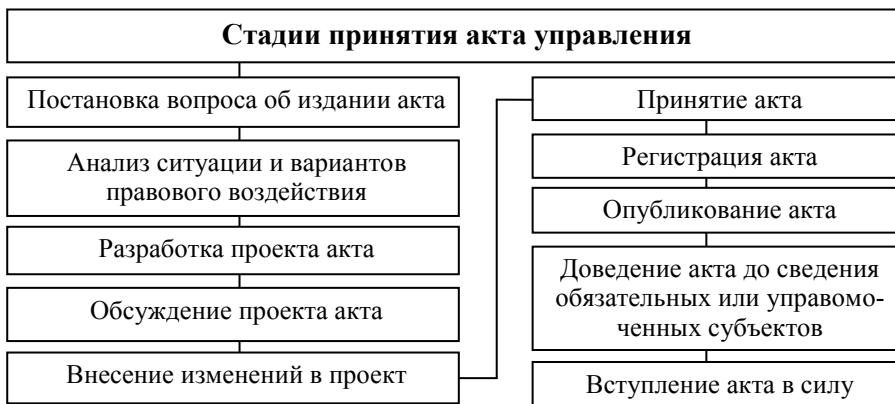 Стадии принятия акта управления
Постановка вопроса об издании акта
Анализ ситуации и вариантов
правового воздействия
Разработка проекта акта
Обсуждение проекта акта
Внесение изменений в проект
Принятие акта
Регистрация акта
Опубликование акта
Доведение акта до сведения
обязательных или управомо-
ченных субъектов
Вступление акта в силу